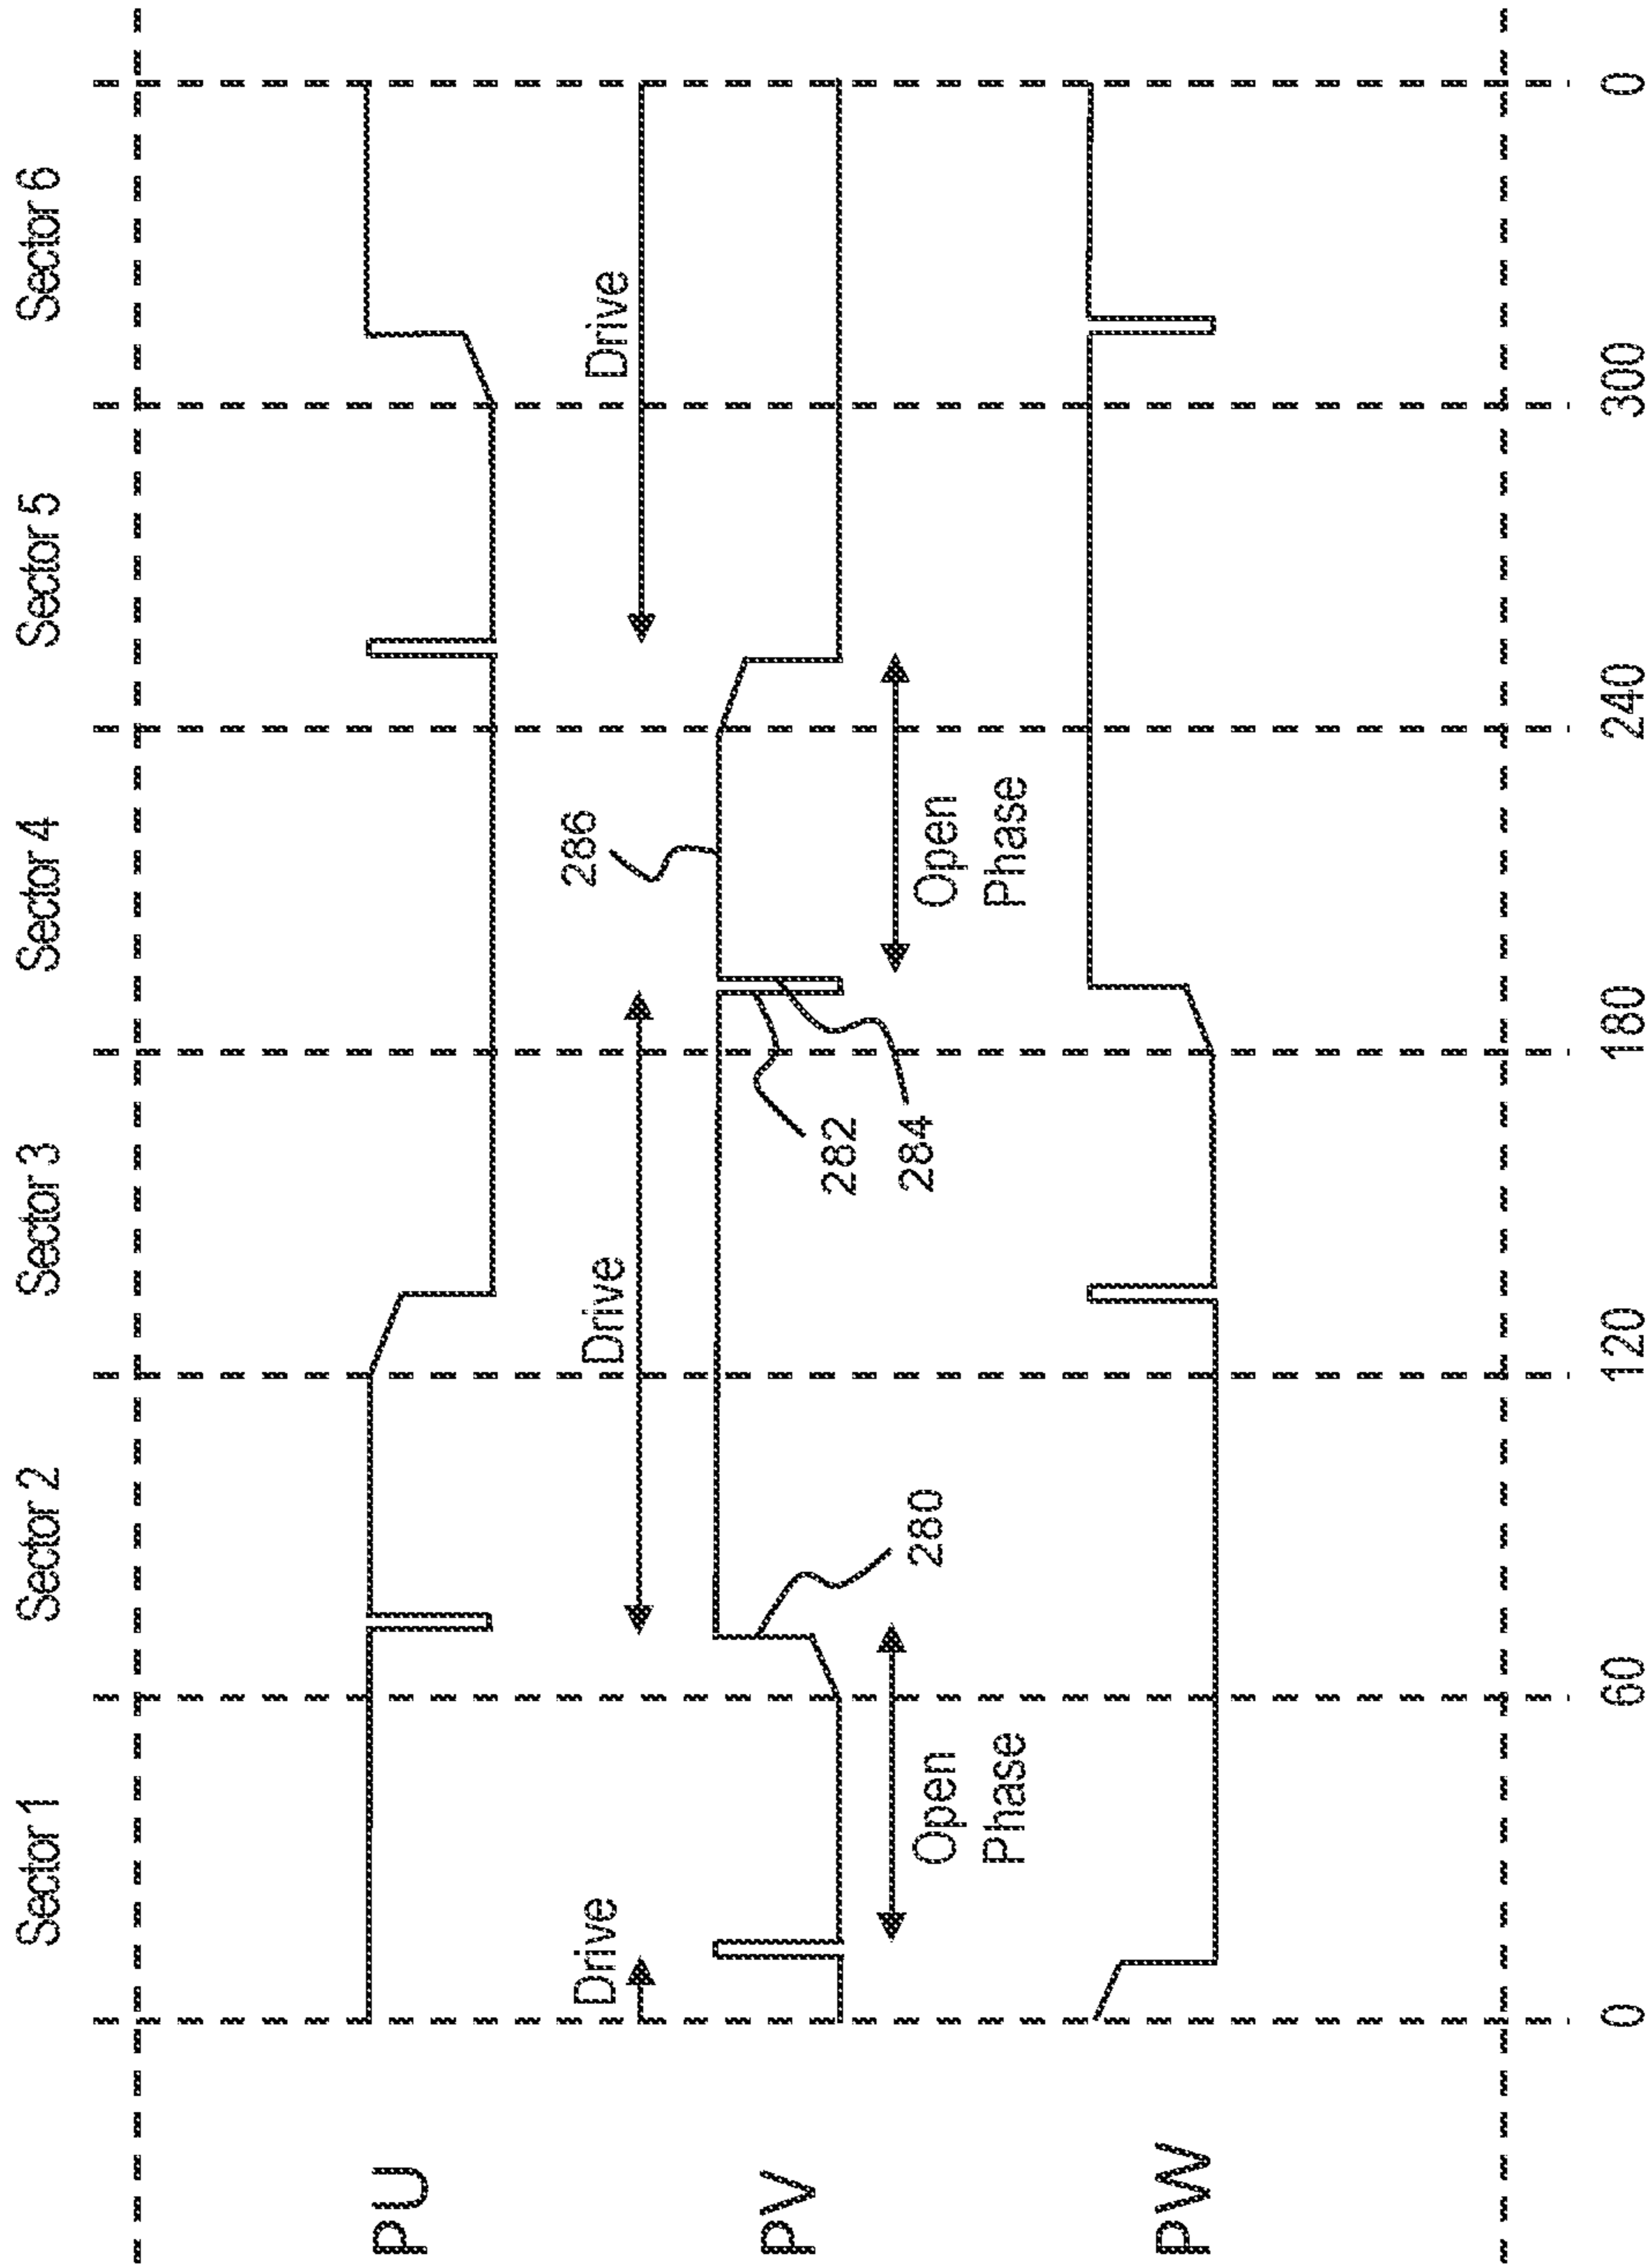 Sector 1 Sector 2 Sector 3 Sector 4 Sector 5 Sector 6
PU
Drive Drive 286 Drive
PV
282
280 284
Open Open
Phase Phase
PW
0 60 120 180 240 300 0